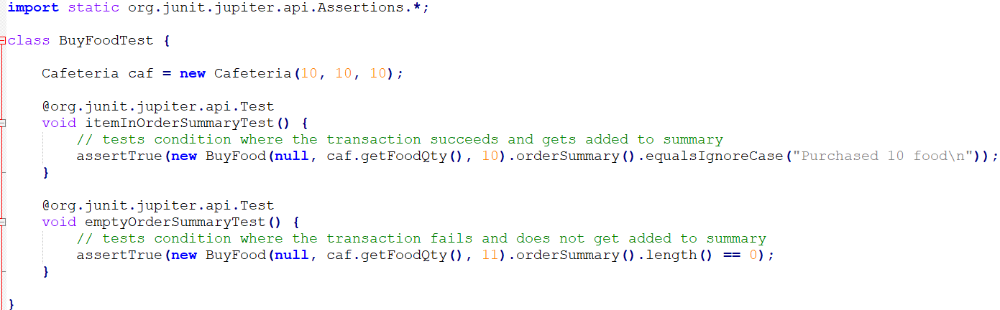 import static org.junit.jupiter.api.Assertions.*;
class BuyFoodTest {
Cafeteria caf = new Cafeteria(10, 10, 10);
@org.junit.jupiter.api.Test
void itemInOrderSummaryTest() {
// tests condition where the transaction succeeds and gets added to summary
assertTrue(new BuyFood(null, caf.getFoodQty(), 10).orderSummary().equalsIgnoreCase("Purchased 10 food\n"));
}
@org.junit.jupiter.api.Test
void emptyOrderSummaryTest() {
// tests condition where the transaction fails and does not get added to summary
assertTrue(new BuyFood(null, caf.getFoodQty(), 11).orderSummary().length() == 0);
}
}